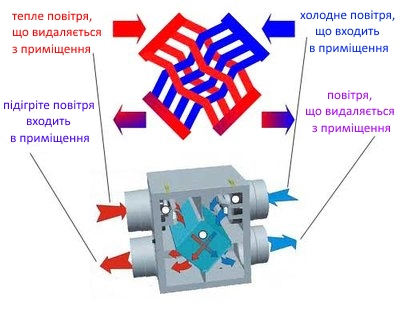 тепле повітря,
що видаляється
з приміщення
холодне повітря,
що входить
в приміщення
підігріте повітря
входить
в приміщення
повітря,
що видаляється
з приміщення